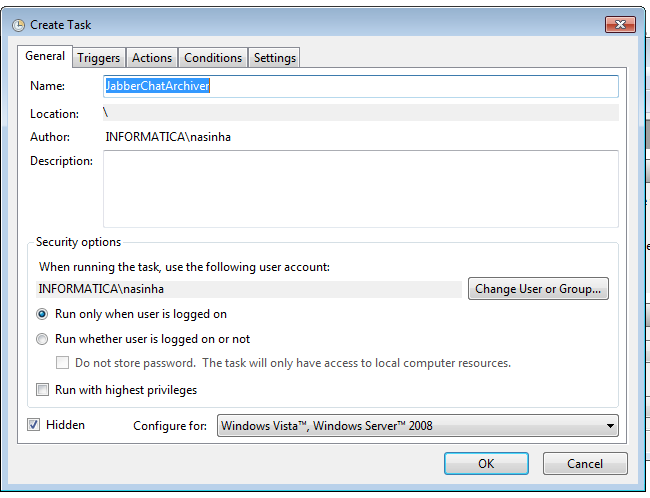 Create Task
General Triggers Actions Conditions Settings
Name: JabberChatArchiver
Location: \
Author: INFORMATICA\nasinha
Description:
Security options
When running the task, use the following user account:
INFORMATICA\nasinha Change User or Group...
Run only when user is logged on
Run whether user is logged on or not
Do not store password. The task will only have access to local computer resources.
Run with highest privileges
Hidden Configure for: Windows Vista™, Windows Server™ 2008
OK Cancel